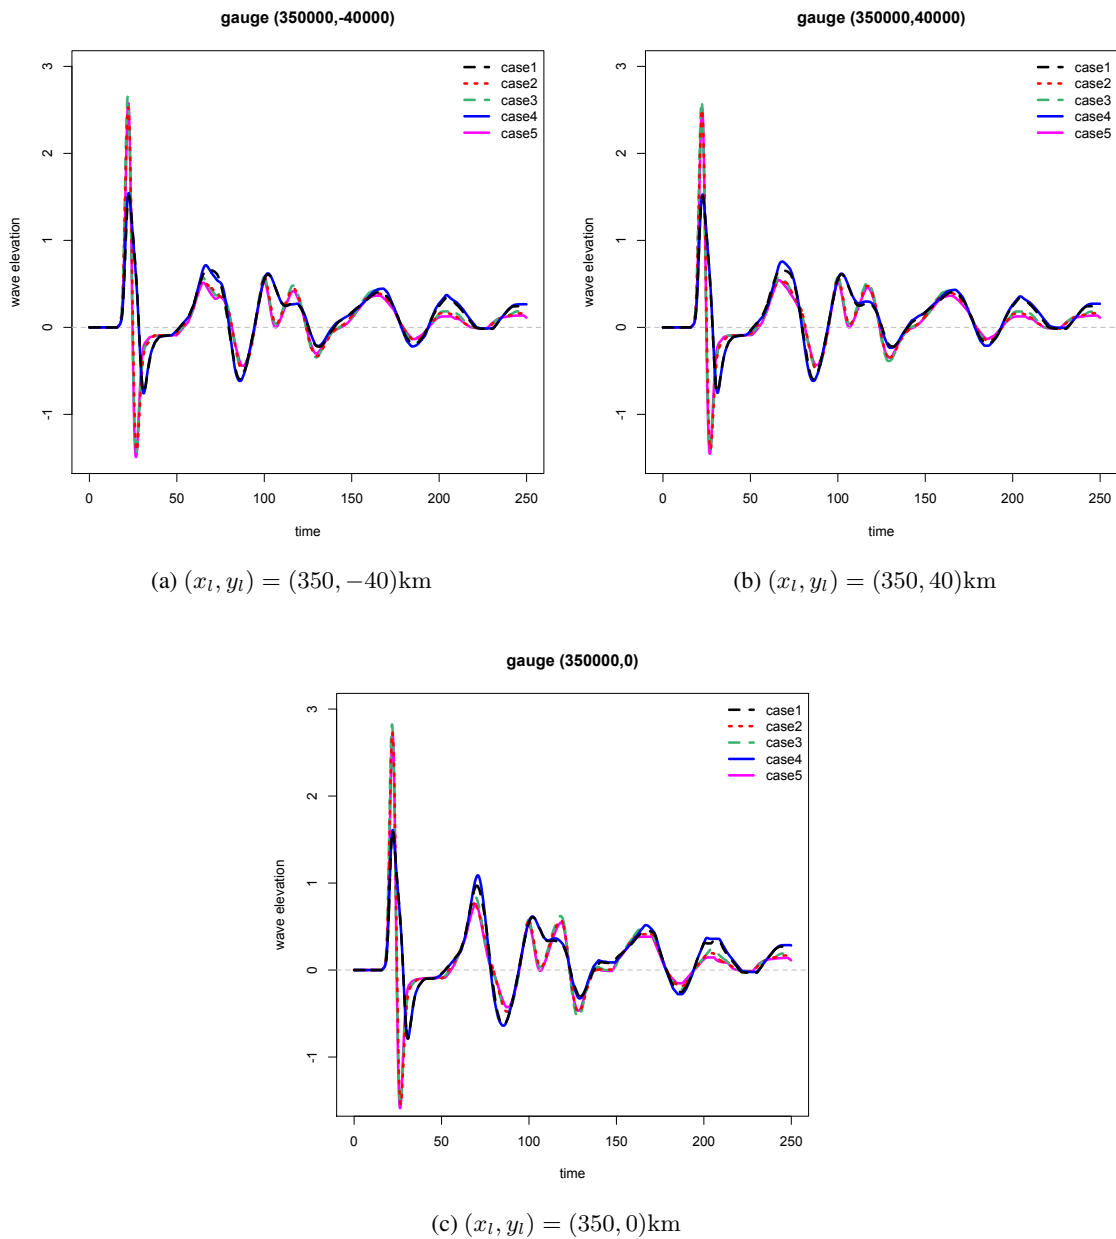 gauge (350000,-40000)
wave elevation
3
2
1
0
-1
case1
case2
case3
case4
case5
0 50 100 150 200 250
time
(a) (x_l, y_l) = (350, −40)km
gauge (350000,40000)
wave elevation
3
2
1
0
-1
case1
case2
case3
case4
case5
0 50 100 150 200 250
time
(b) (x_l, y_l) = (350, 40)km
gauge (350000,0)
wave elevation
3
2
1
0
-1
case1
case2
case3
case4
case5
0 50 100 150 200 250
time
(c) (x_l, y_l) = (350, 0)km